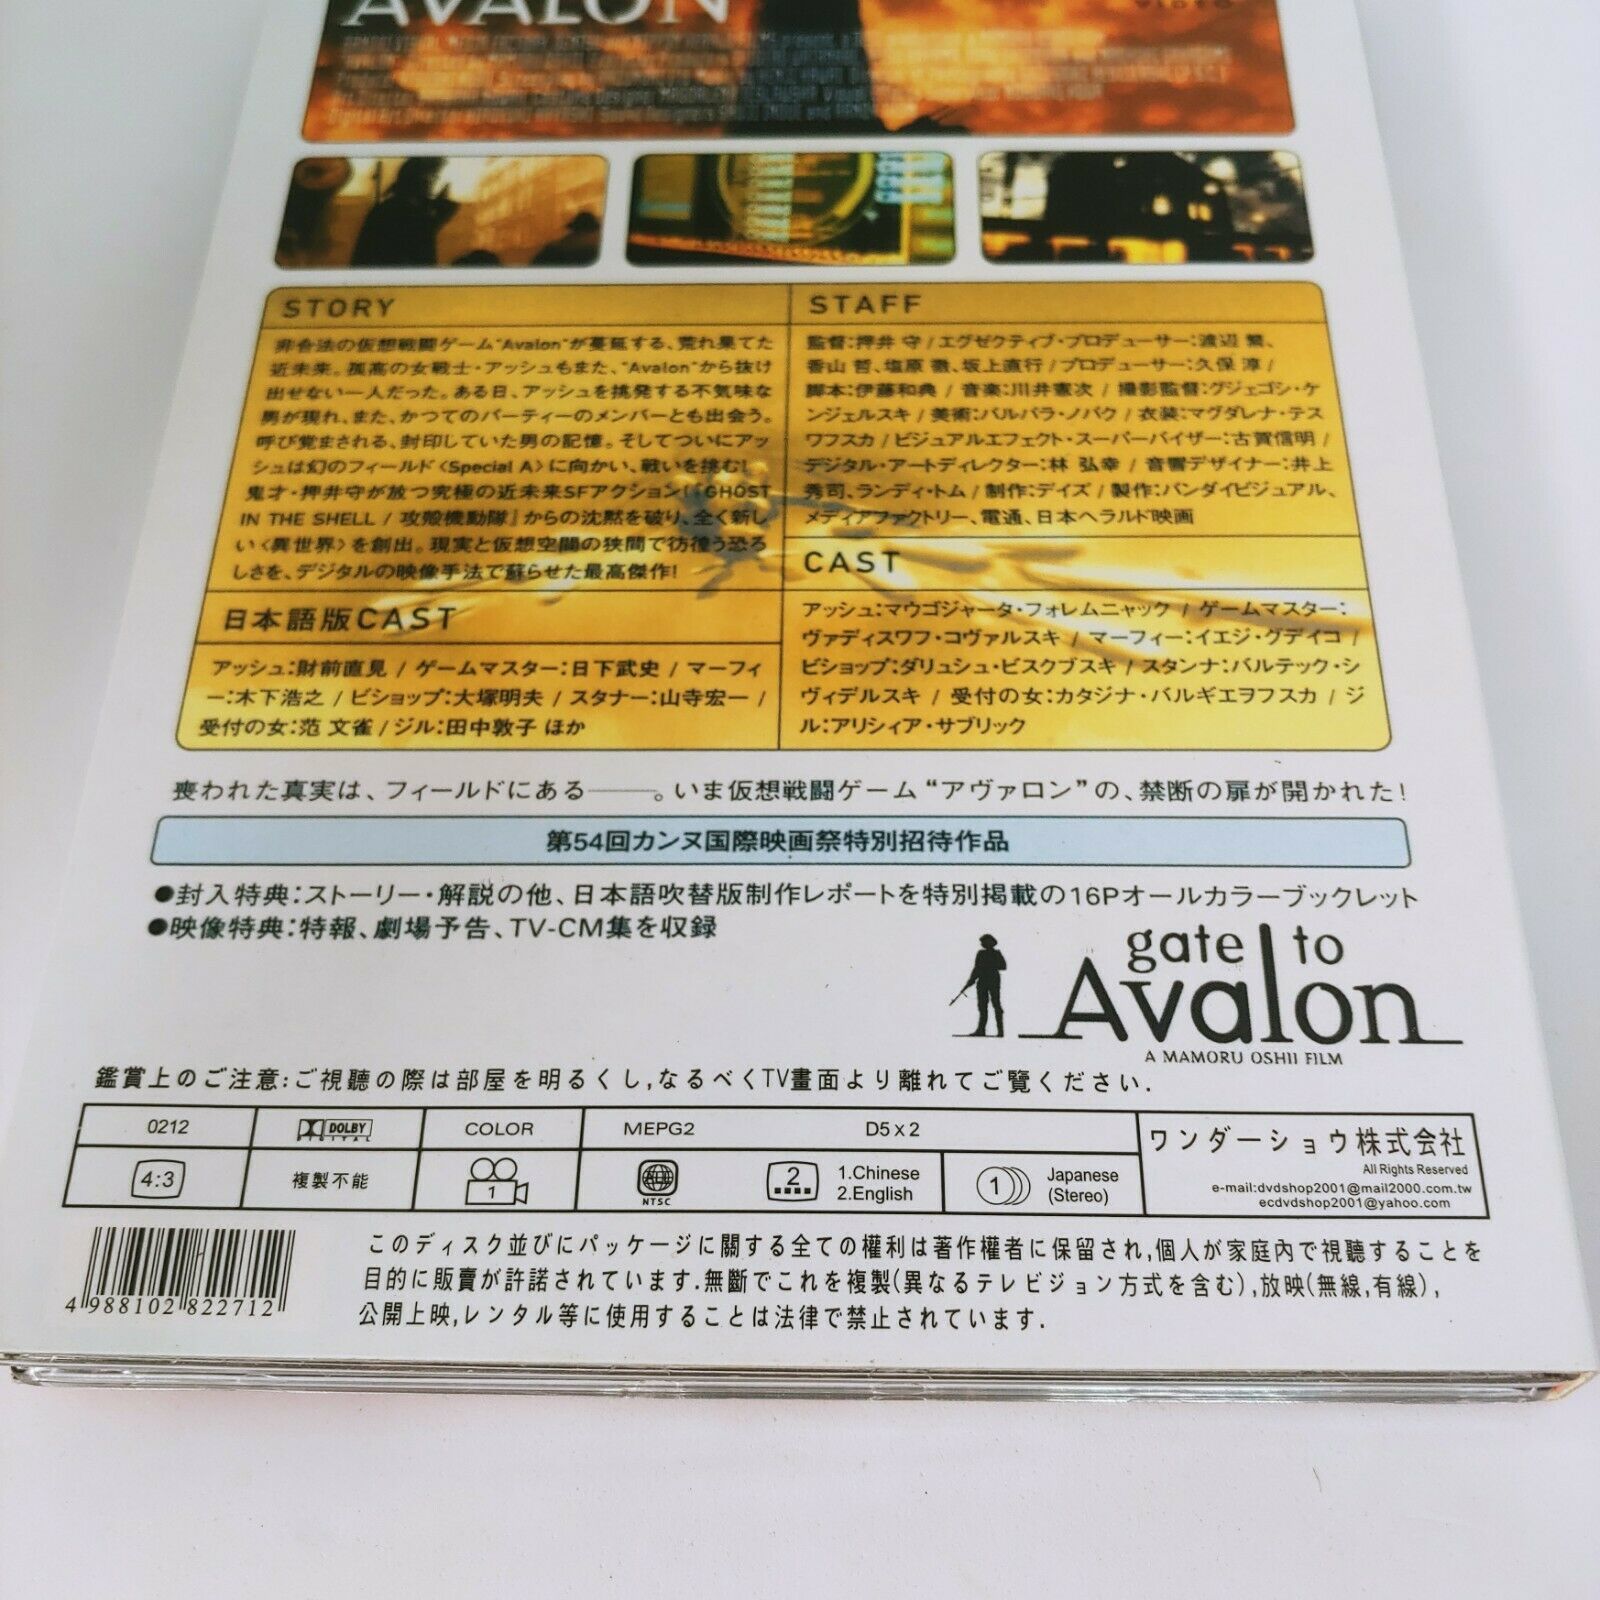 AVALON
VIDEO
STORY
非合法の仮想戦闘ゲーム"Avalon"が蔓延する、荒れ果てた
近未来。孤高の女戦士・アッシュもまた、"Avalon"から抜け
出せない一人だった。ある日、アッシュを挑発する不気味な
男が現れ、また、かつてのパーティーのメンバーとも出会う。
呼び覚まされる、封印していた男の記憶。そしてついにアッ
シュは幻のフィールド〈Special A〉に向かい、戦いを挑む!
鬼才・押井守が放つ究極の近未来SFアクション!『GHOST
IN THE SHELL / 攻殻機動隊』からの沈黙を破り、全く新し
い〈異世界〉を創出。現実と仮想空間の狭間で彷徨う恐る
しさを、デジタルの映像手法で蘇らせた最高傑作!
日本語版CAST
アッシュ:財前直見 / ゲームマスター:日下武史 / マーフィ
ー:木下浩之 / ビショップ:大塚明夫 / スタナー:山寺宏一 /
受付の女:范 文雀 / ジル:田中敦子 ほか
STAFF
監督:押井 守 / エグゼクティブ・プロデューサー:渡辺 繁、
香山 哲、塩原 徹、坂上直行 / プロデューサー:久保 淳 /
脚本:伊藤和典 / 音楽:川井憲次 / 撮影監督:グジェゴシ・ケ
ンジェルスキ / 美術:バルバラ・ノバク / 衣装:マグダレナ・テス
ワフスカ / ビジュアルエフェクト・スーパーバイザー:古賀信明 /
デジタル・アートディレクター:林 弘幸 / 音響デザイナー:井上
秀司、ランディ・トム / 制作:デイズ / 製作:バンダイビジュアル、
メディアファクトリー、電通、日本ヘラルド映画
CAST
アッシュ:マウゴジャータ・フォレムニャック / ゲームマスター:
ヴァディスワフ・コヴァルスキ / マーフィー:イエジ・グデイコ /
ビショップ:ダリュシュ・ビスクブスキ / スタンナ:バルテック・シ
ヴィデルスキ / 受付の女:カタジナ・バルギエヲフスカ / ジ
ル:アリシィア・サブリック
喪われた真実は、フィールドにある――。いま仮想戦闘ゲーム“アヴァロン”の、禁断の扉が開かれた!
第54回カンヌ国際映画祭特別招待作品
●封入特典:ストーリー・解説の他、日本語吹替版制作レポートを特別掲載の16Pオールカラーブックレット
●映像特典:特報、劇場予告、TV-CM集を収録
gate to
Avalon
A MAMORU OSHII FILM
鑑賞上のご注意:ご視聴の際は部屋を明るくし,なるべくTV畫面より離れてご覽ください.
0212
DOLBY
DIGITAL
COLOR
MEPG2
D5 x 2
4:3
複製不能
1
ALL
NTSC
2
1.Chinese
2.English
1
Japanese
(Stereo)
ワンダーショウ株式会社
All Rights Reserved
e-mail:dvdshop2001@mail2000.com.tw
ecdvdshop2001@yahoo.com
4 988102 822712
このディスク並びにパッケージに關する全ての權利は著作權者に保留され,個人が家庭內で視聽することを
目的に販賣が許諾されています.無斷でこれを複製(異なるテレビジョン方式を含む),放映(無線,有線),
公開上映,レンタル等に使用することは法律で禁止されています.